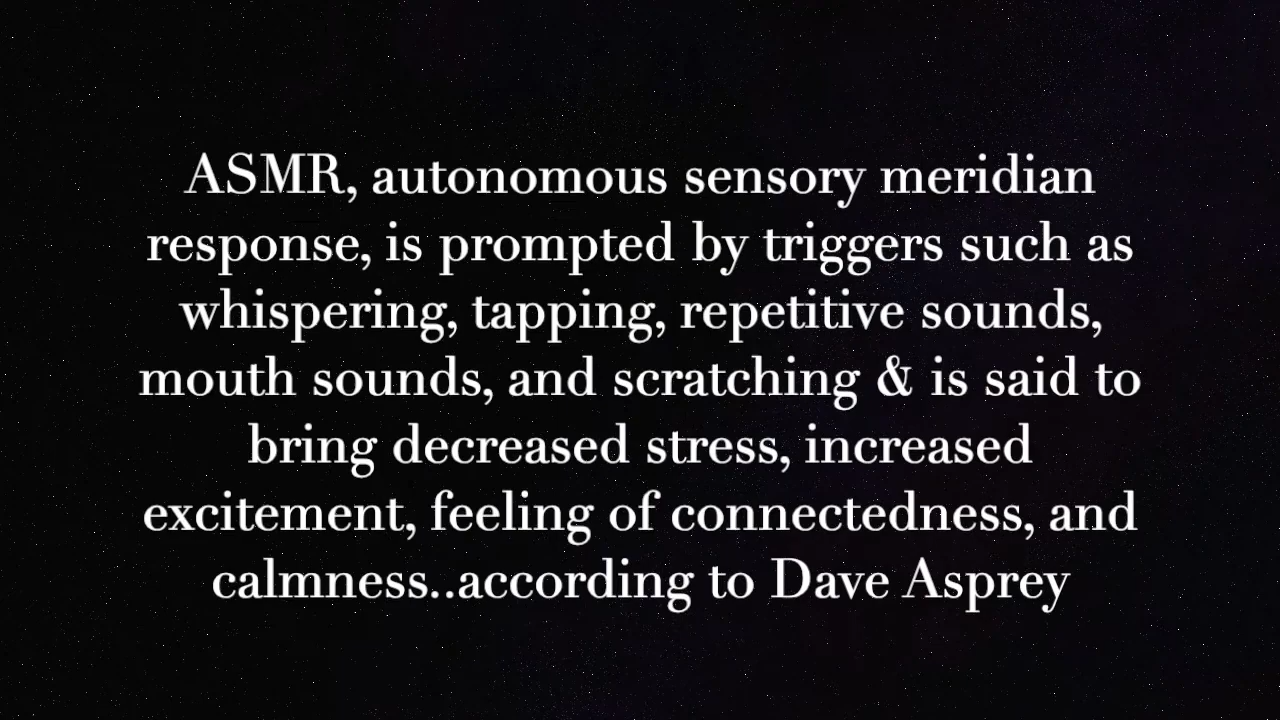 ASMR, autonomous sensory meridian
response, is prompted by triggers such as
whispering, tapping, repetitive sounds,
mouth sounds, and scratching & is said to
bring decreased stress, increased
excitement, feeling of connectedness, and
calmness..according to Dave Asprey